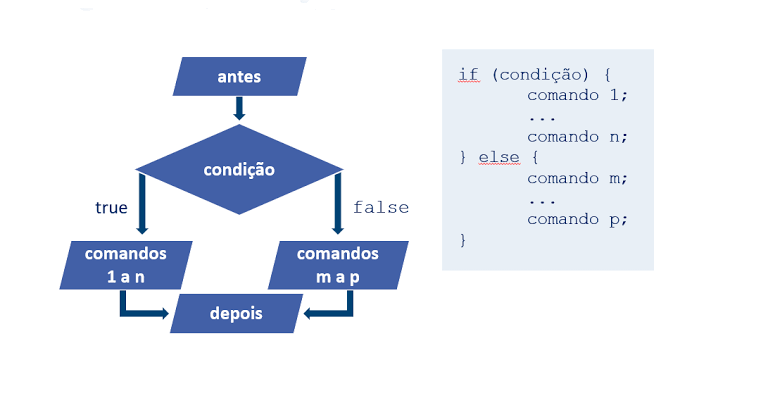 antes
condição
true
false
comandos
1 a n
comandos
m a p
depois
if (condição) {
comando 1;
...
comando n;
} else {
comando m;
...
comando p;
}